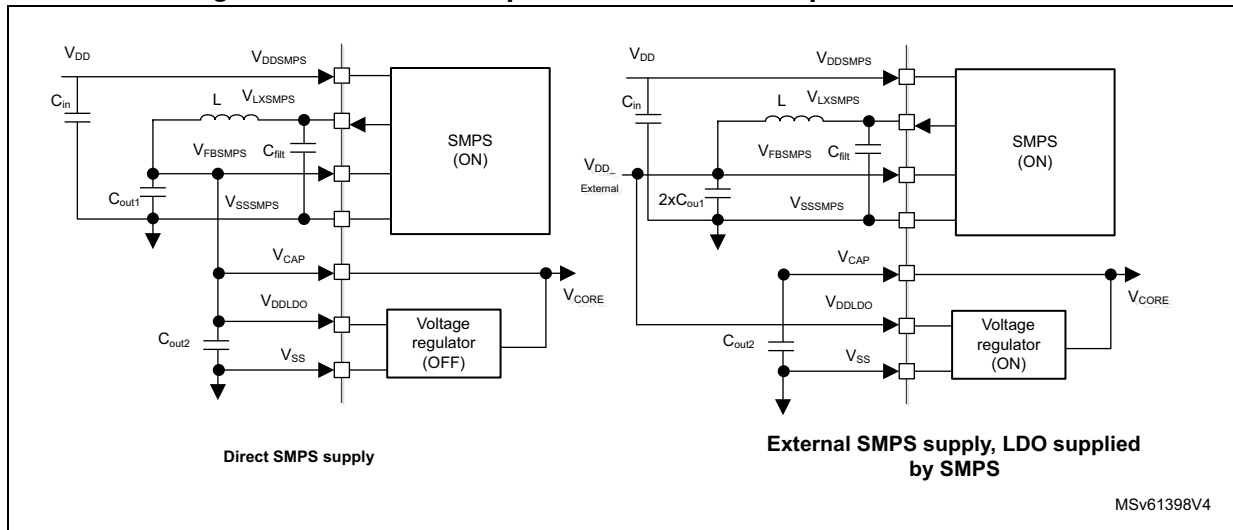 VDD
VDDSMPS
Cin
L
VLXSMPS
SMPS
(ON)
Cfilt
VFBSMPS
Cout1
VSSSMPS
VCAP
VCORE
VDDLDO
Voltage
regulator
(OFF)
Cout2
VSS
Direct SMPS supply
VDD
VDDSMPS
Cin
L
VLXSMPS
SMPS
(ON)
Cfilt
VFBSMPS
VDD_
External
2xCou1
VSSSMPS
VCAP
VCORE
VDDLDO
Voltage
regulator
(ON)
Cout2
VSS
External SMPS supply, LDO supplied
by SMPS
MSv61398V4